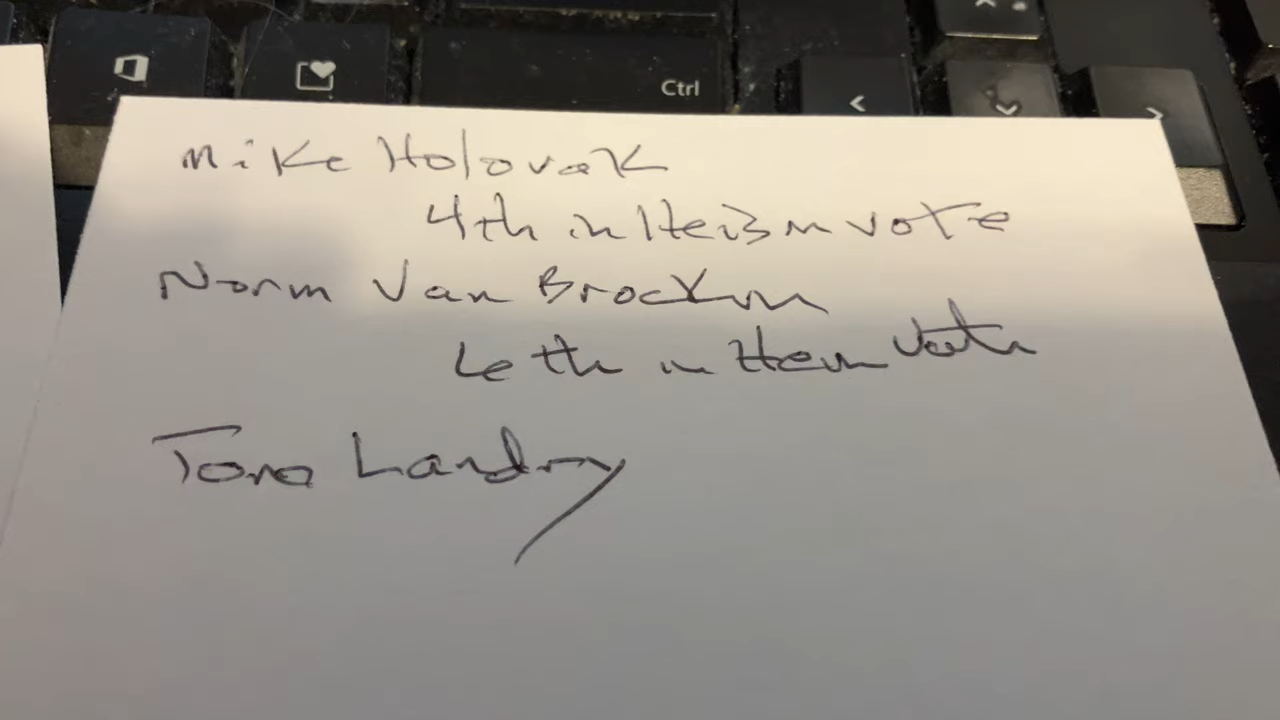 Ctrl
Mike Holovak
4th in Heism vote
Norm Van Brocklin
6th in Heism Vote
Tom Landry